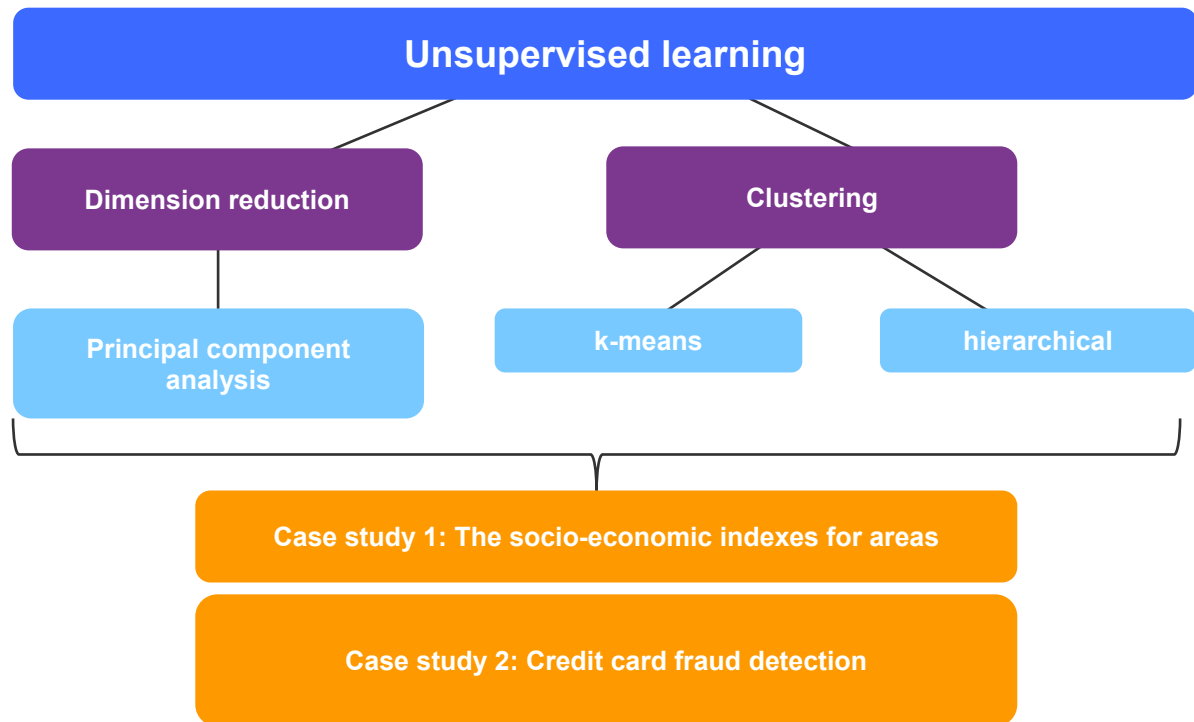 Unsupervised learning
Dimension reduction
Clustering
Principal component
analysis
k-means
hierarchical
Case study 1: The socio-economic indexes for areas
Case study 2: Credit card fraud detection